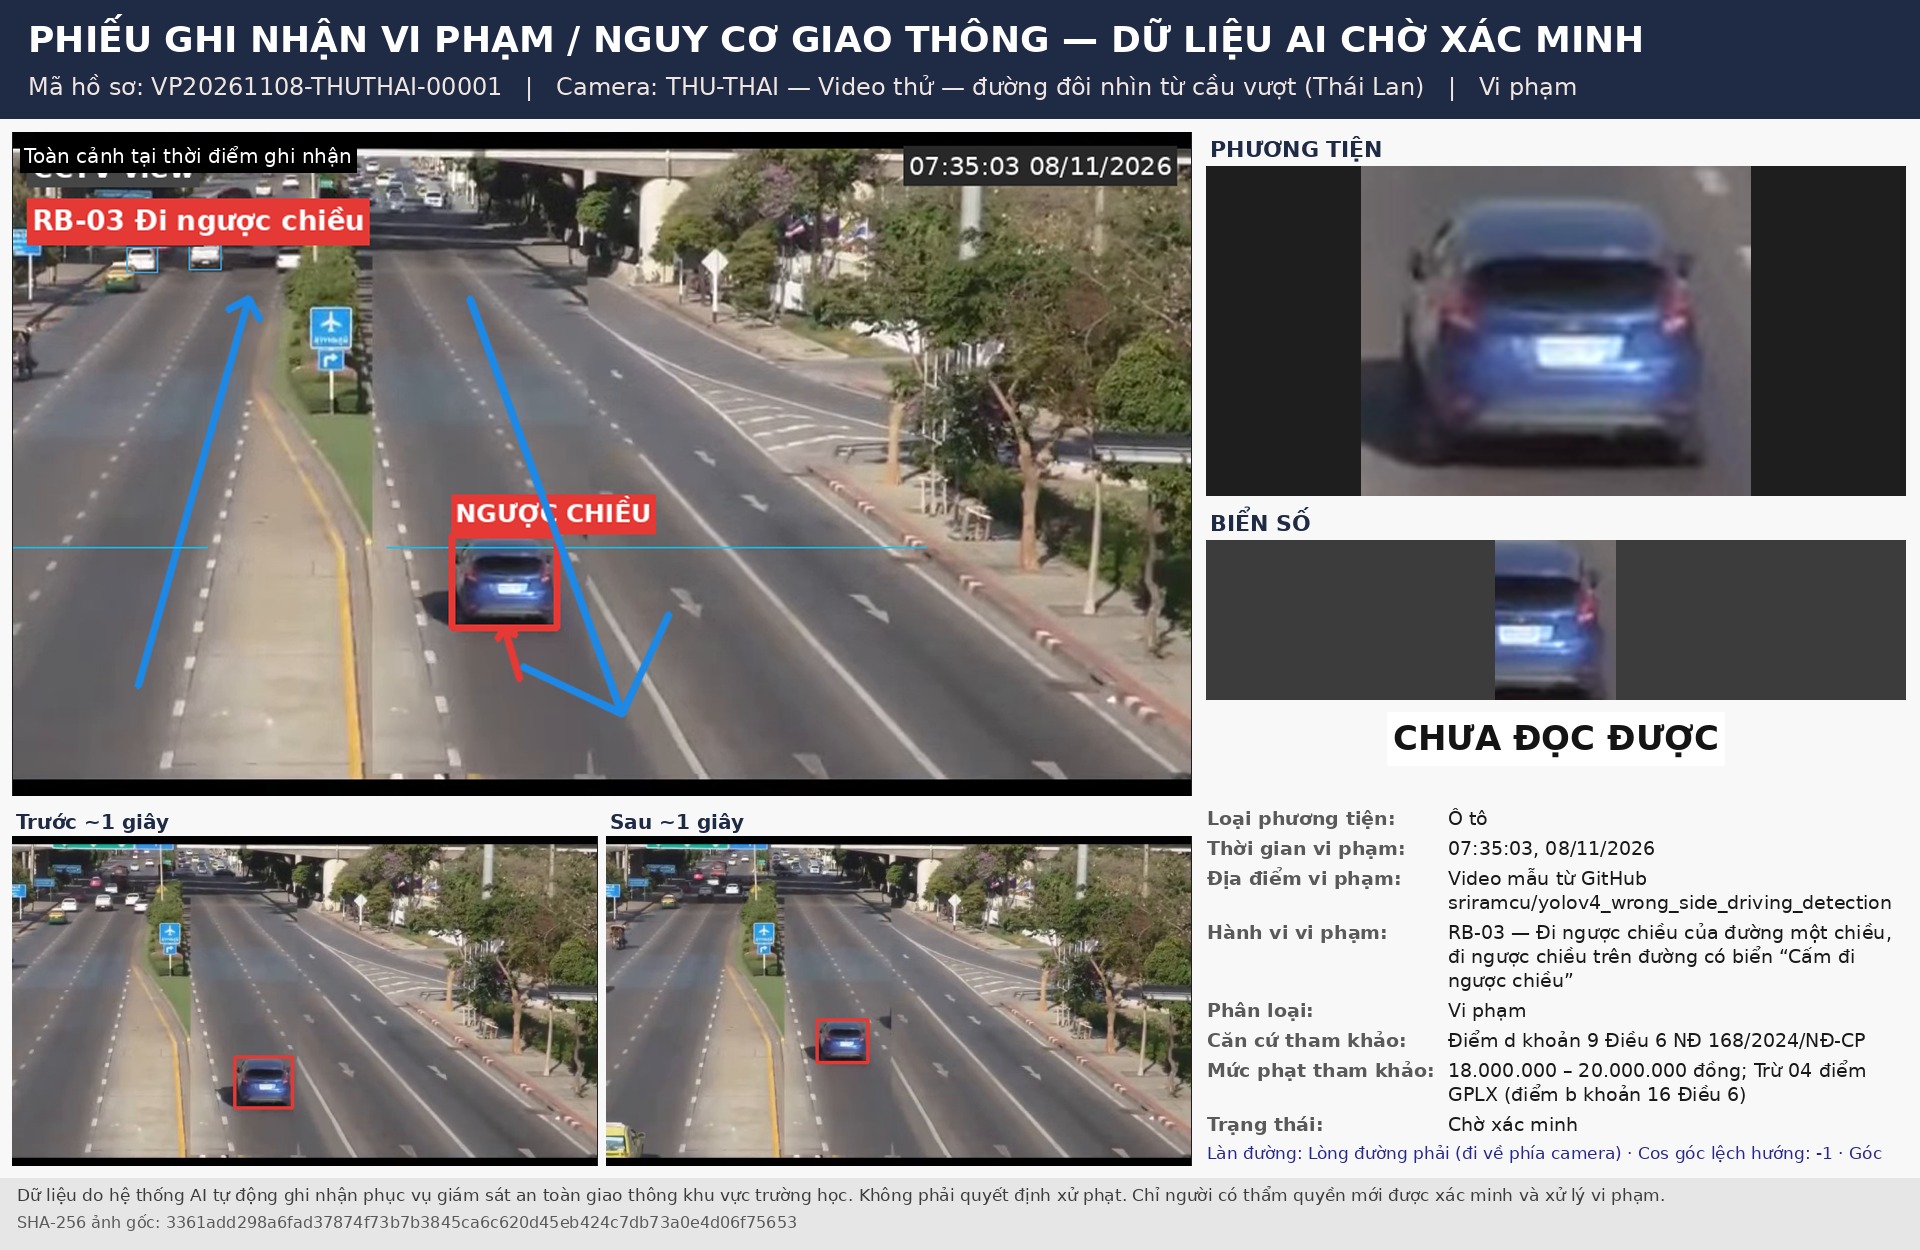 PHIẾU GHI NHẬN VI PHẠM / NGUY CƠ GIAO THÔNG — DỮ LIỆU AI CHỜ XÁC MINH
Mã hồ sơ: VP20261108-THUTHAI-00001 | Camera: THU-THAI — Video thử — đường đôi nhìn từ cầu vượt (Thái Lan) | Vi phạm
Toàn cảnh tại thời điểm ghi nhận
07:35:03 08/11/2026
RB-03 Đi ngược chiều
NGƯỢC CHIỀU
PHƯƠNG TIỆN
BIỂN SỐ
CHƯA ĐỌC ĐƯỢC
Trước ~1 giây
Sau ~1 giây
Loại phương tiện: Ô tô
Thời gian vi phạm: 07:35:03, 08/11/2026
Địa điểm vi phạm: Video mẫu từ GitHub
sriramcu/yolov4_wrong_side_driving_detection
Hành vi vi phạm: RB-03 — Đi ngược chiều của đường một chiều,
đi ngược chiều trên đường có biển “Cấm đi
ngược chiều”
Phân loại: Vi phạm
Căn cứ tham khảo: Điểm d khoản 9 Điều 6 NĐ 168/2024/NĐ-CP
Mức phạt tham khảo: 18.000.000 – 20.000.000 đồng; Trừ 04 điểm
GPLX (điểm b khoản 16 Điều 6)
Trạng thái: Chờ xác minh
Làn đường: Lòng đường phải (đi về phía camera) · Cos góc lệch hướng: -1 · Góc
Dữ liệu do hệ thống AI tự động ghi nhận phục vụ giám sát an toàn giao thông khu vực trường học. Không phải quyết định xử phạt. Chỉ người có thẩm quyền mới được xác minh và xử lý vi phạm.
SHA-256 ảnh gốc: 3361add298a6fad37874f73b7b3845ca6c620d45eb424c7db73a0e4d06f75653